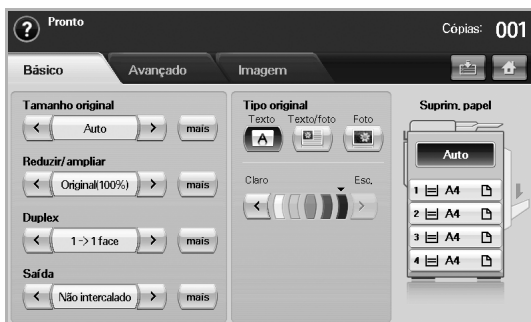 ? Pronto
Cópias: 001
Básico Avançado Imagem
Tamanho original
< Auto > mais
Reduzir/ampliar
< Original(100%) > mais
Duplex
< 1->1 face > mais
Saída
< Não intercalado > mais
Tipo original
Texto Texto/foto Foto
A
Claro Esc.
< >
Suprim. papel
Auto
1 A4
2 A4
3 A4
4 A4